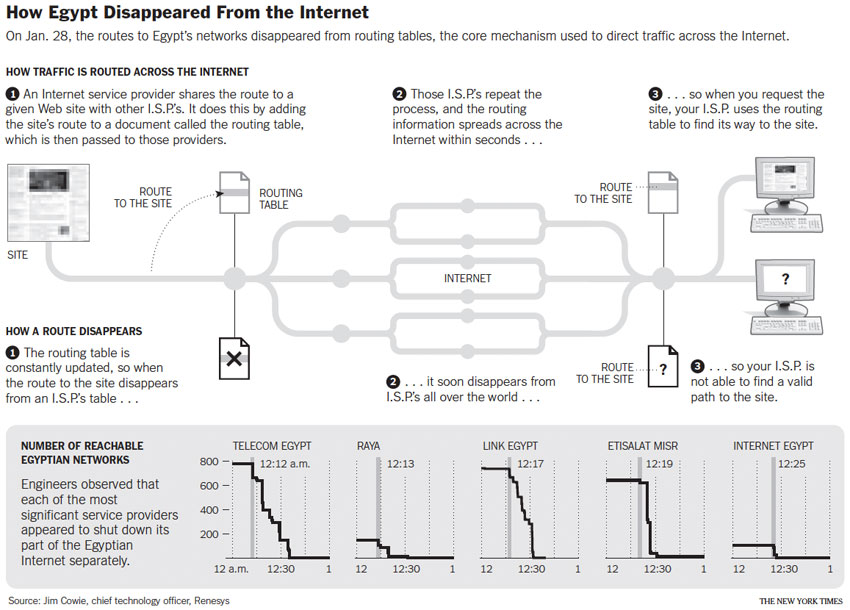 How Egypt Disappeared From the Internet
On Jan. 28, the routes to Egypt's networks disappeared from routing tables, the core mechanism used to direct traffic across the Internet.
HOW TRAFFIC IS ROUTED ACROSS THE INTERNET
1 An Internet service provider shares the route to a
given Web site with other I.S.P.'s. It does this by adding
the site's route to a document called the routing table,
which is then passed to those providers.
2 Those I.S.P.'s repeat the
process, and the routing
information spreads across the
Internet within seconds . . .
3 . . . so when you request the
site, your I.S.P. uses the routing
table to find its way to the site.
SITE
ROUTE
TO THE SITE
ROUTING
TABLE
INTERNET
ROUTE
TO THE SITE
?
HOW A ROUTE DISAPPEARS
1 The routing table is
constantly updated, so when
the route to the site disappears
from an I.S.P.'s table . . .
2 . . . it soon disappears from
I.S.P.'s all over the world . . .
ROUTE
TO THE SITE
?
3 . . . so your I.S.P. is
not able to find a valid
path to the site.
NUMBER OF REACHABLE
EGYPTIAN NETWORKS
Engineers observed that
each of the most
significant service providers
appeared to shut down its
part of the Egyptian
Internet separately.
TELECOM EGYPT
800
600
400
200
12:12 a.m.
12 a.m. 12:30 1
RAYA
12:13
12 12:30 1
LINK EGYPT
12:17
12 12:30 1
ETISALAT MISR
12:19
12 12:30 1
INTERNET EGYPT
12:25
12 12:30 1
Source: Jim Cowie, chief technology officer, Renesys
THE NEW YORK TIMES